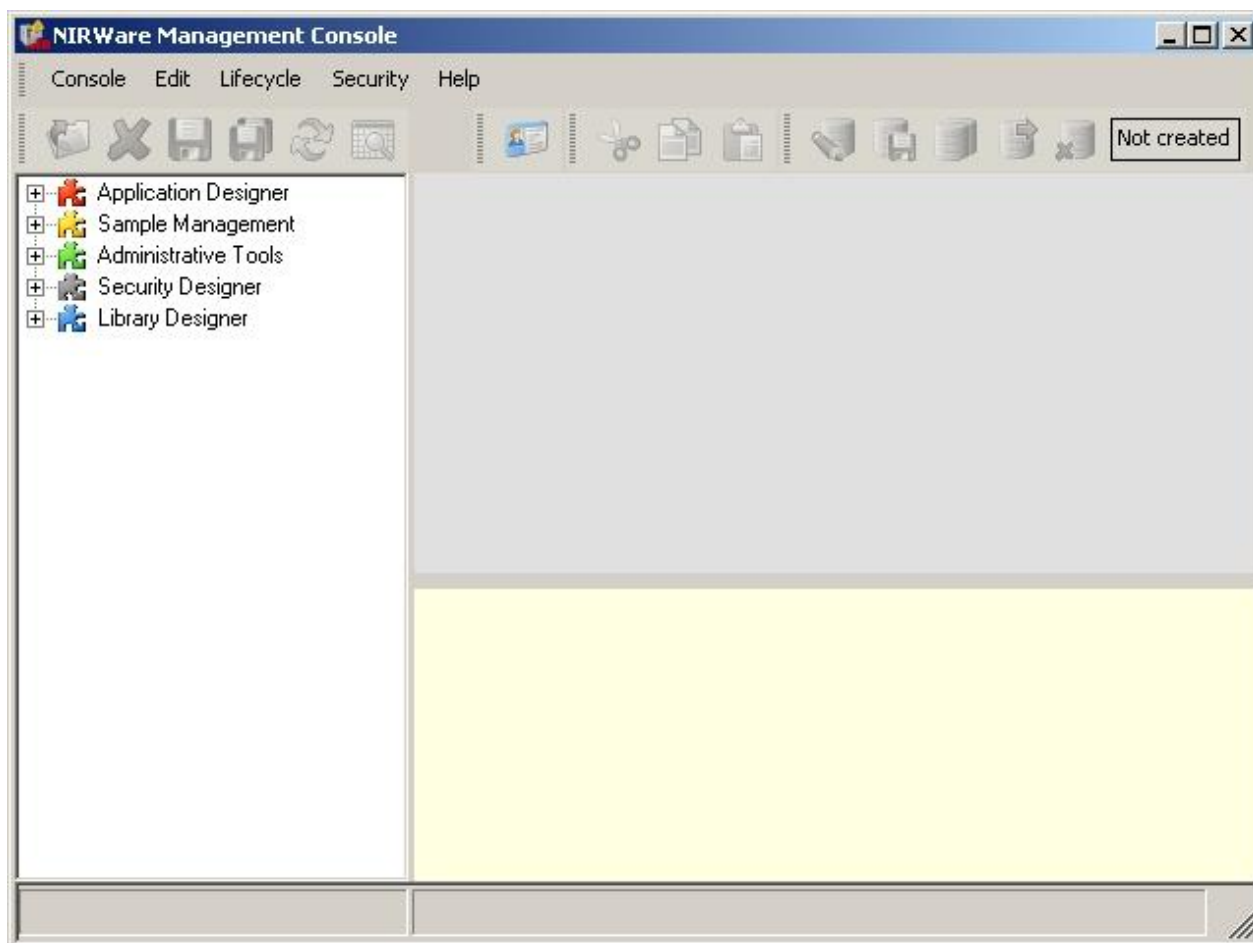 NIRWare Management Console
Console Edit Lifecycle Security Help
Not created
Application Designer
Sample Management
Administrative Tools
Security Designer
Library Designer